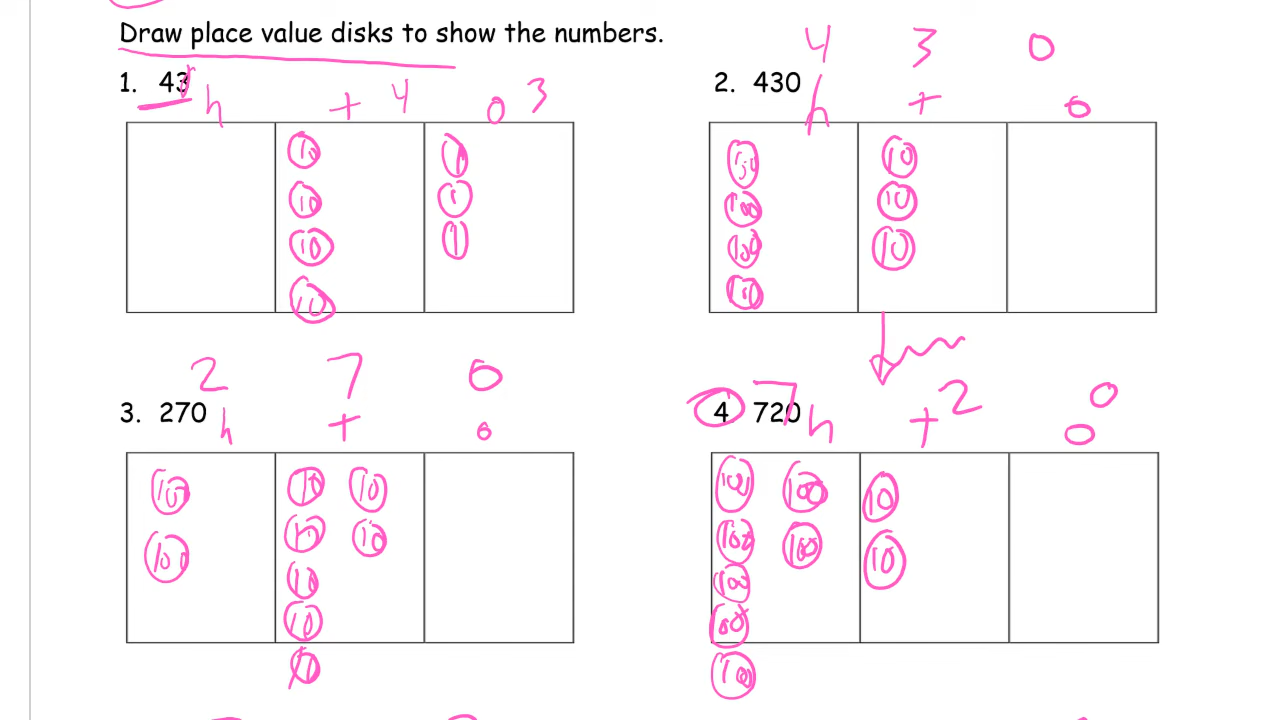 Draw place value disks to show the numbers.
4 3 0
1. 43
h t 4 0 3
2. 430
h t o
10 1
10 1
10 1
10
100 10
100 10
100 10
100
2 7 0
3. 270
h t o
7 2 0
4 720
h t o
100 10 10
100 10 10
10
10
10
100 100 10
100 100 10
100
100
100